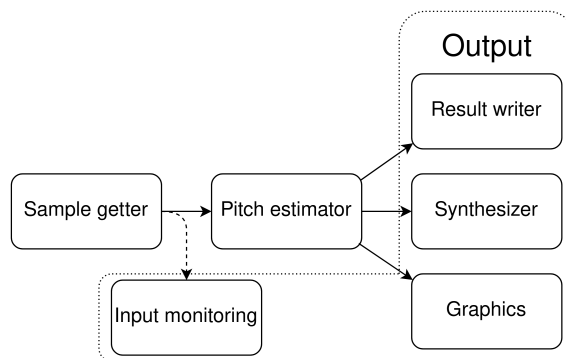 Output
Result writer
Sample getter
Pitch estimator
Synthesizer
Input monitoring
Graphics